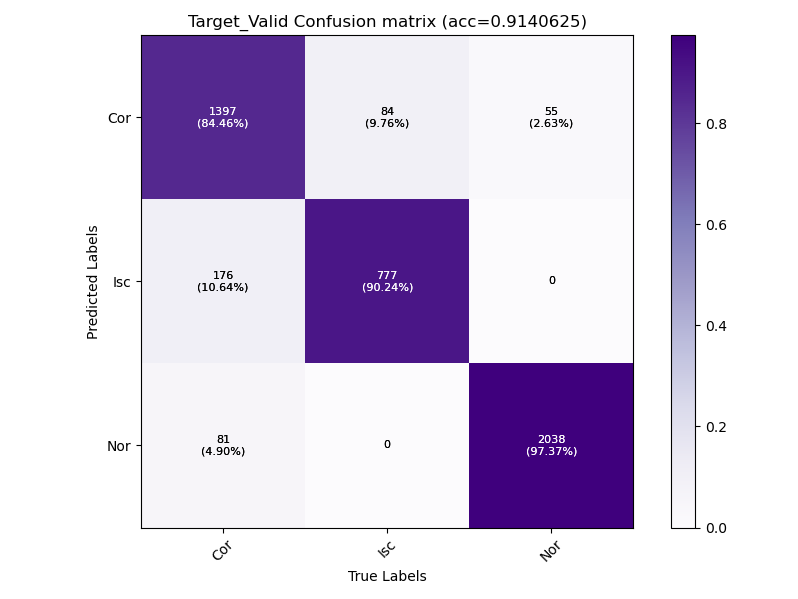 Target_Valid Confusion matrix (acc=0.9140625)
Cor
1397
(84.46%)
84
(9.76%)
55
(2.63%)
Isc
176
(10.64%)
777
(90.24%)
0
Nor
81
(4.90%)
0
2038
(97.37%)
Predicted Labels
Cor
Isc
Nor
True Labels
0.8
0.6
0.4
0.2
0.0